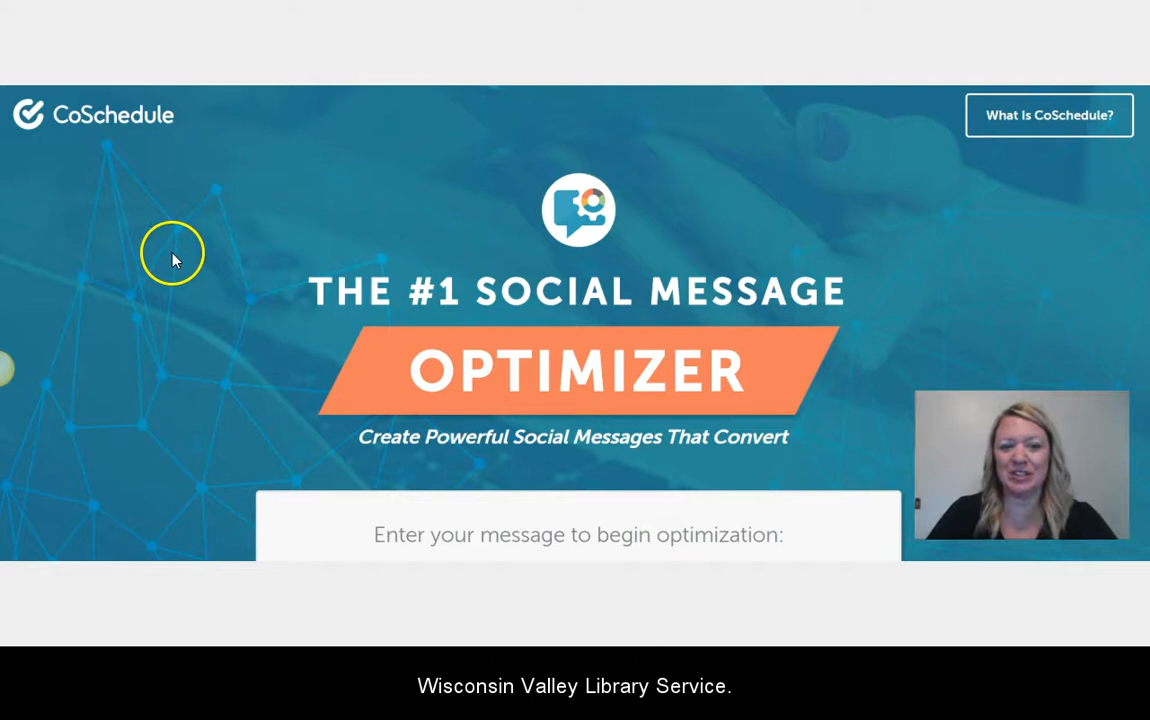 CoSchedule
What Is CoSchedule?
THE #1 SOCIAL MESSAGE
OPTIMIZER
Create Powerful Social Messages That Convert
Enter your message to begin optimization:
Wisconsin Valley Library Service.